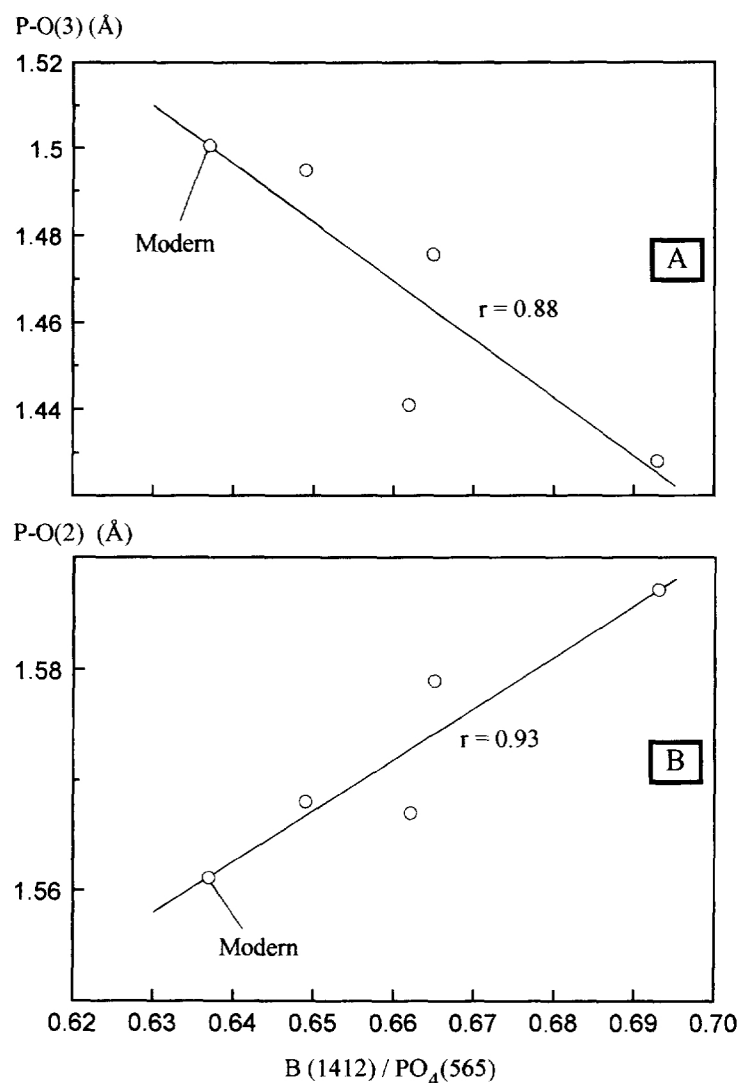 P-O(3) (Å)
1.52
1.5
1.48
1.46
1.44
Modern
A
r = 0.88
P-O(2) (Å)
1.58
1.56
r = 0.93
B
Modern
0.62 0.63 0.64 0.65 0.66 0.67 0.68 0.69 0.70
B (1412) / PO₄(565)